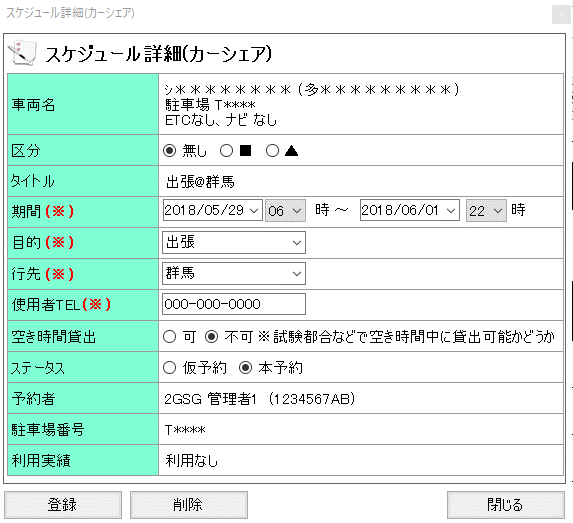 スケジュール詳細(カーシェア)
スケジュール詳細(カーシェア)
車両名
ｼ＊＊＊＊＊＊＊＊ (多＊＊＊＊＊＊＊＊＊)
駐車場 T****
ETCなし、ナビ なし
区分 無し ■ ▲
タイトル 出張@群馬
期間(※) 2018/05/29 06 時 ～ 2018/06/01 22 時
目的(※) 出張
行先(※) 群馬
使用者TEL(※) 000-000-0000
空き時間貸出 可 不可 ※試験都合などで空き時間中に貸出可能かどうか
ステータス 仮予約 本予約
予約者 2GSG 管理者1 (1234567AB)
駐車場番号 T****
利用実績 利用なし
登録 削除 閉じる